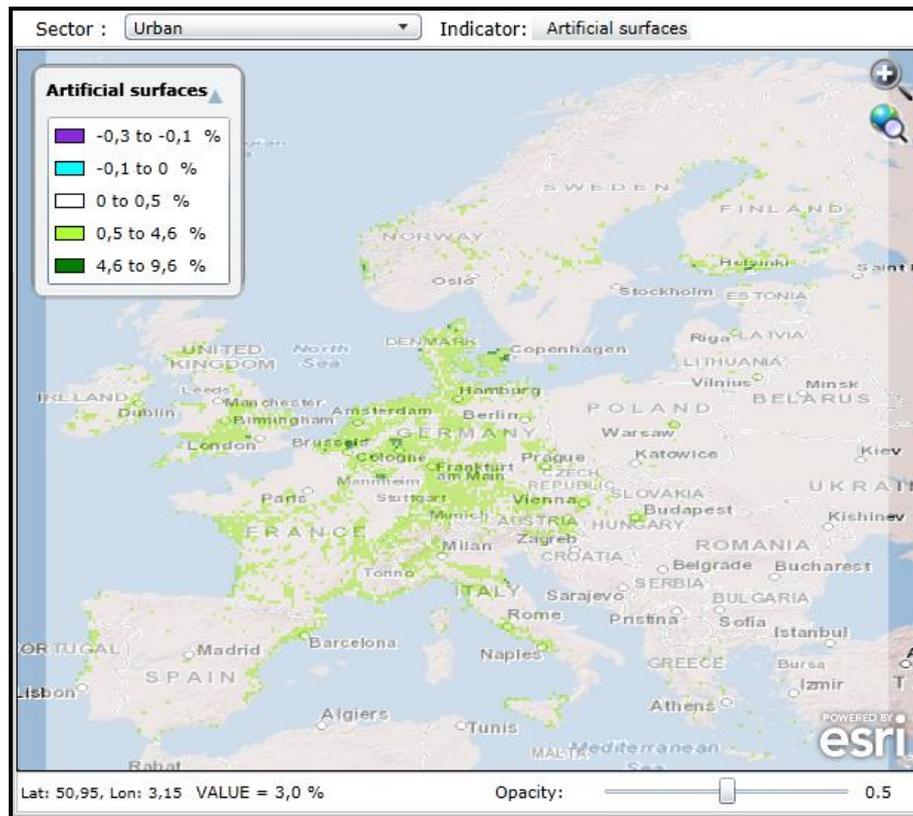 Sector : Urban Indicator: Artificial surfaces
Artificial surfaces
-0,3 to -0,1 %
-0,1 to 0 %
0 to 0,5 %
0,5 to 4,6 %
4,6 to 9,6 %
SWEDEN
FINLAND
NORWAY
Helsinki
Oslo
Saint
Stockholm
ESTONIA
DENMARK
Riga LATVIA
UNITED KINGDOM
North Sea
Copenhagen
LITHUANIA
Vilnius
Minsk
IRELAND
Leeds
Manchester
Hamburg
BELARUS
Dublin
Birmingham
Amsterdam
Berlin
POLAND
London
Brussels
GERMANY
Warsaw
Cologne
Frankfurt am Main
Prague
Katowice
Kiev
Mannheim
CZECH REPUBLIC
Paris
Stuttgart
Vienna
SLOVAKIA
UKRAI
Munich
AUSTRIA
Budapest
HUNGARY
Kishinev
FRANCE
Milan
Zagreb
ROMANIA
CROATIA
Torino
Belgrade
Bucharest
ITALY
Sarajevo
SERBIA
BULGARIA
Rome
Pristina
Sofia
Istanbul
ORTUGAL
Madrid
Barcelona
Naples
SPAIN
GREECE
Bursa
T
Lisbon
Izmir
Athens
Algiers
Tunis
POWERED BY
esri
MALTA
Mediterranean Sea
Rabat
Lat: 50,95, Lon: 3,15 VALUE = 3,0 % Opacity: 0.5